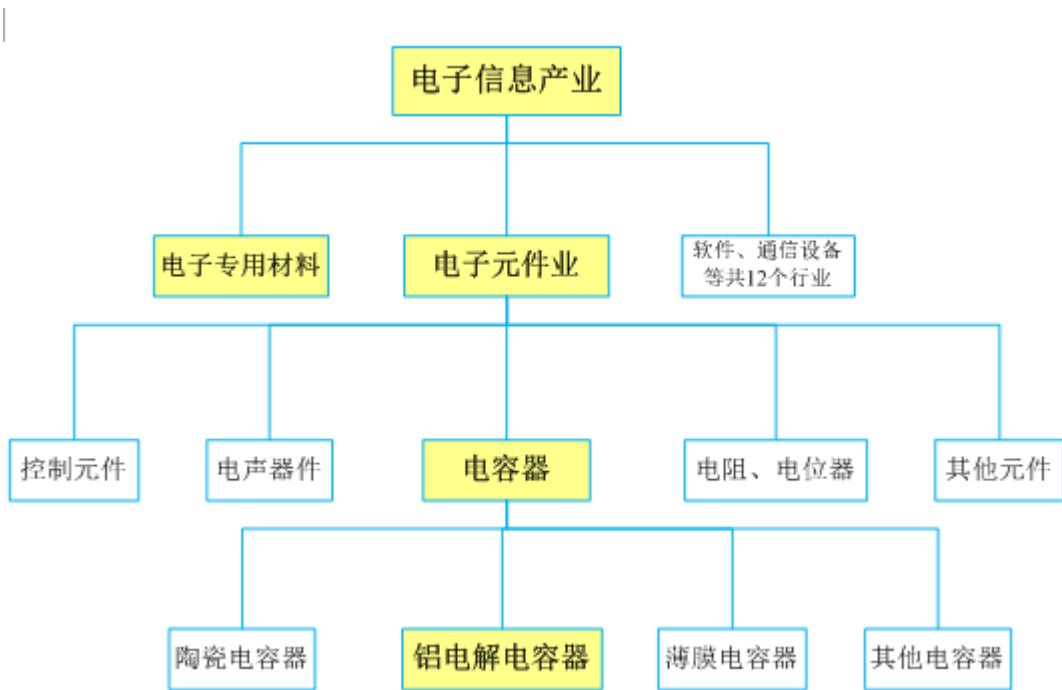 电子信息产业
电子专用材料
电子元件业
软件、通信设备
等共12个行业
控制元件
电声器件
电容器
电阻、电位器
其他元件
陶瓷电容器
铝电解电容器
薄膜电容器
其他电容器